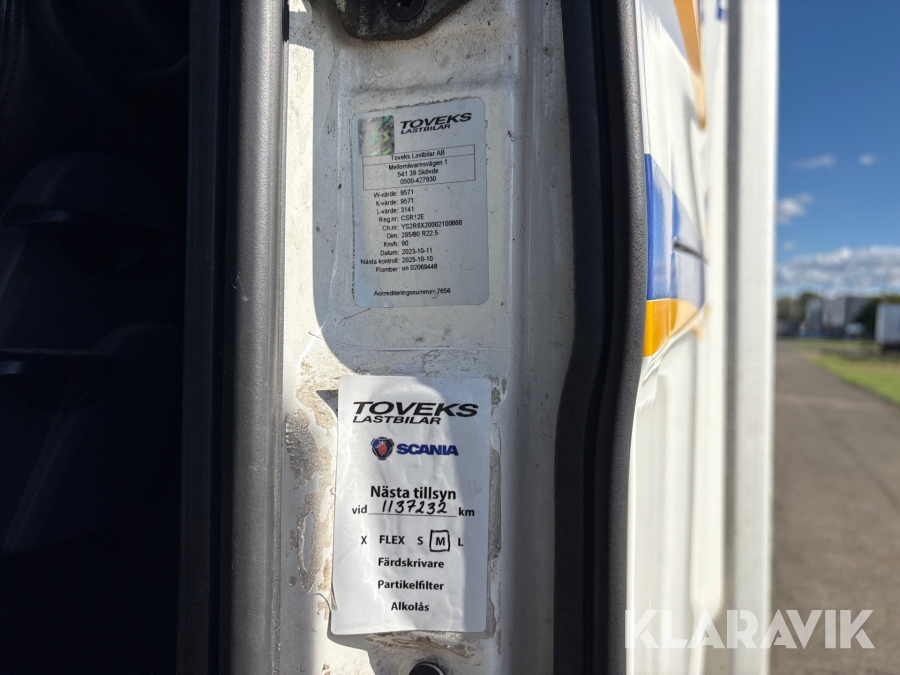 TOVEKS
LASTBILAR
Toveks Lastbilar AB
Mellomkvarnsvägen 1
541 39 Skövde
0500-427930
W-värde: 9571
K-värde: 9571
L-värde: 3141
Reg.nr: CSR12E
Ch.nr: YS2R6X20002100868
Dim: 295/80 R22.5
Km/h: 90
Datum: 2023-10-11
Nästa kontroll: 2025-10-10
Plomber: un 02069448
Ackrediteringsnummer: 7656
TOVEKS
LASTBILAR
SCANIA
Nästa tillsyn
vid 1137232 km
X FLEX S M L
Färdskrivare
Partikelfilter
Alkolås
KLARAVIK